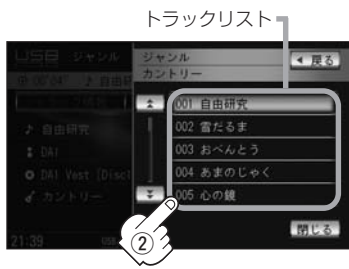 トラックリスト
USB ジャンル
ジャンル
カントリー
戻る
001 自由研究
002 雪だるま
003 おべんとう
004 あまのじゃく
005 心の鏡
自由研究
DAI
DAI Vest [Disc1
カントリー
閉じる
21:39
②